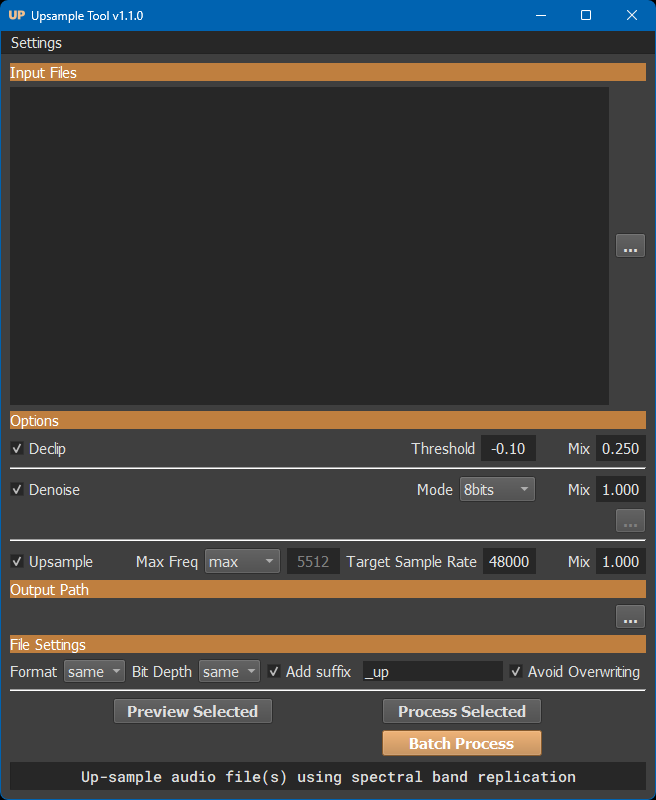 UP Upsample Tool v1.1.0
Settings
Input Files
...
Options
Declip Threshold -0.10 Mix 0.250
Denoise Mode 8bits Mix 1.000
...
Upsample Max Freq max 5512 Target Sample Rate 48000 Mix 1.000
Output Path
...
File Settings
Format same Bit Depth same Add suffix _up Avoid Overwriting
Preview Selected Process Selected
Batch Process
Up-sample audio file(s) using spectral band replication